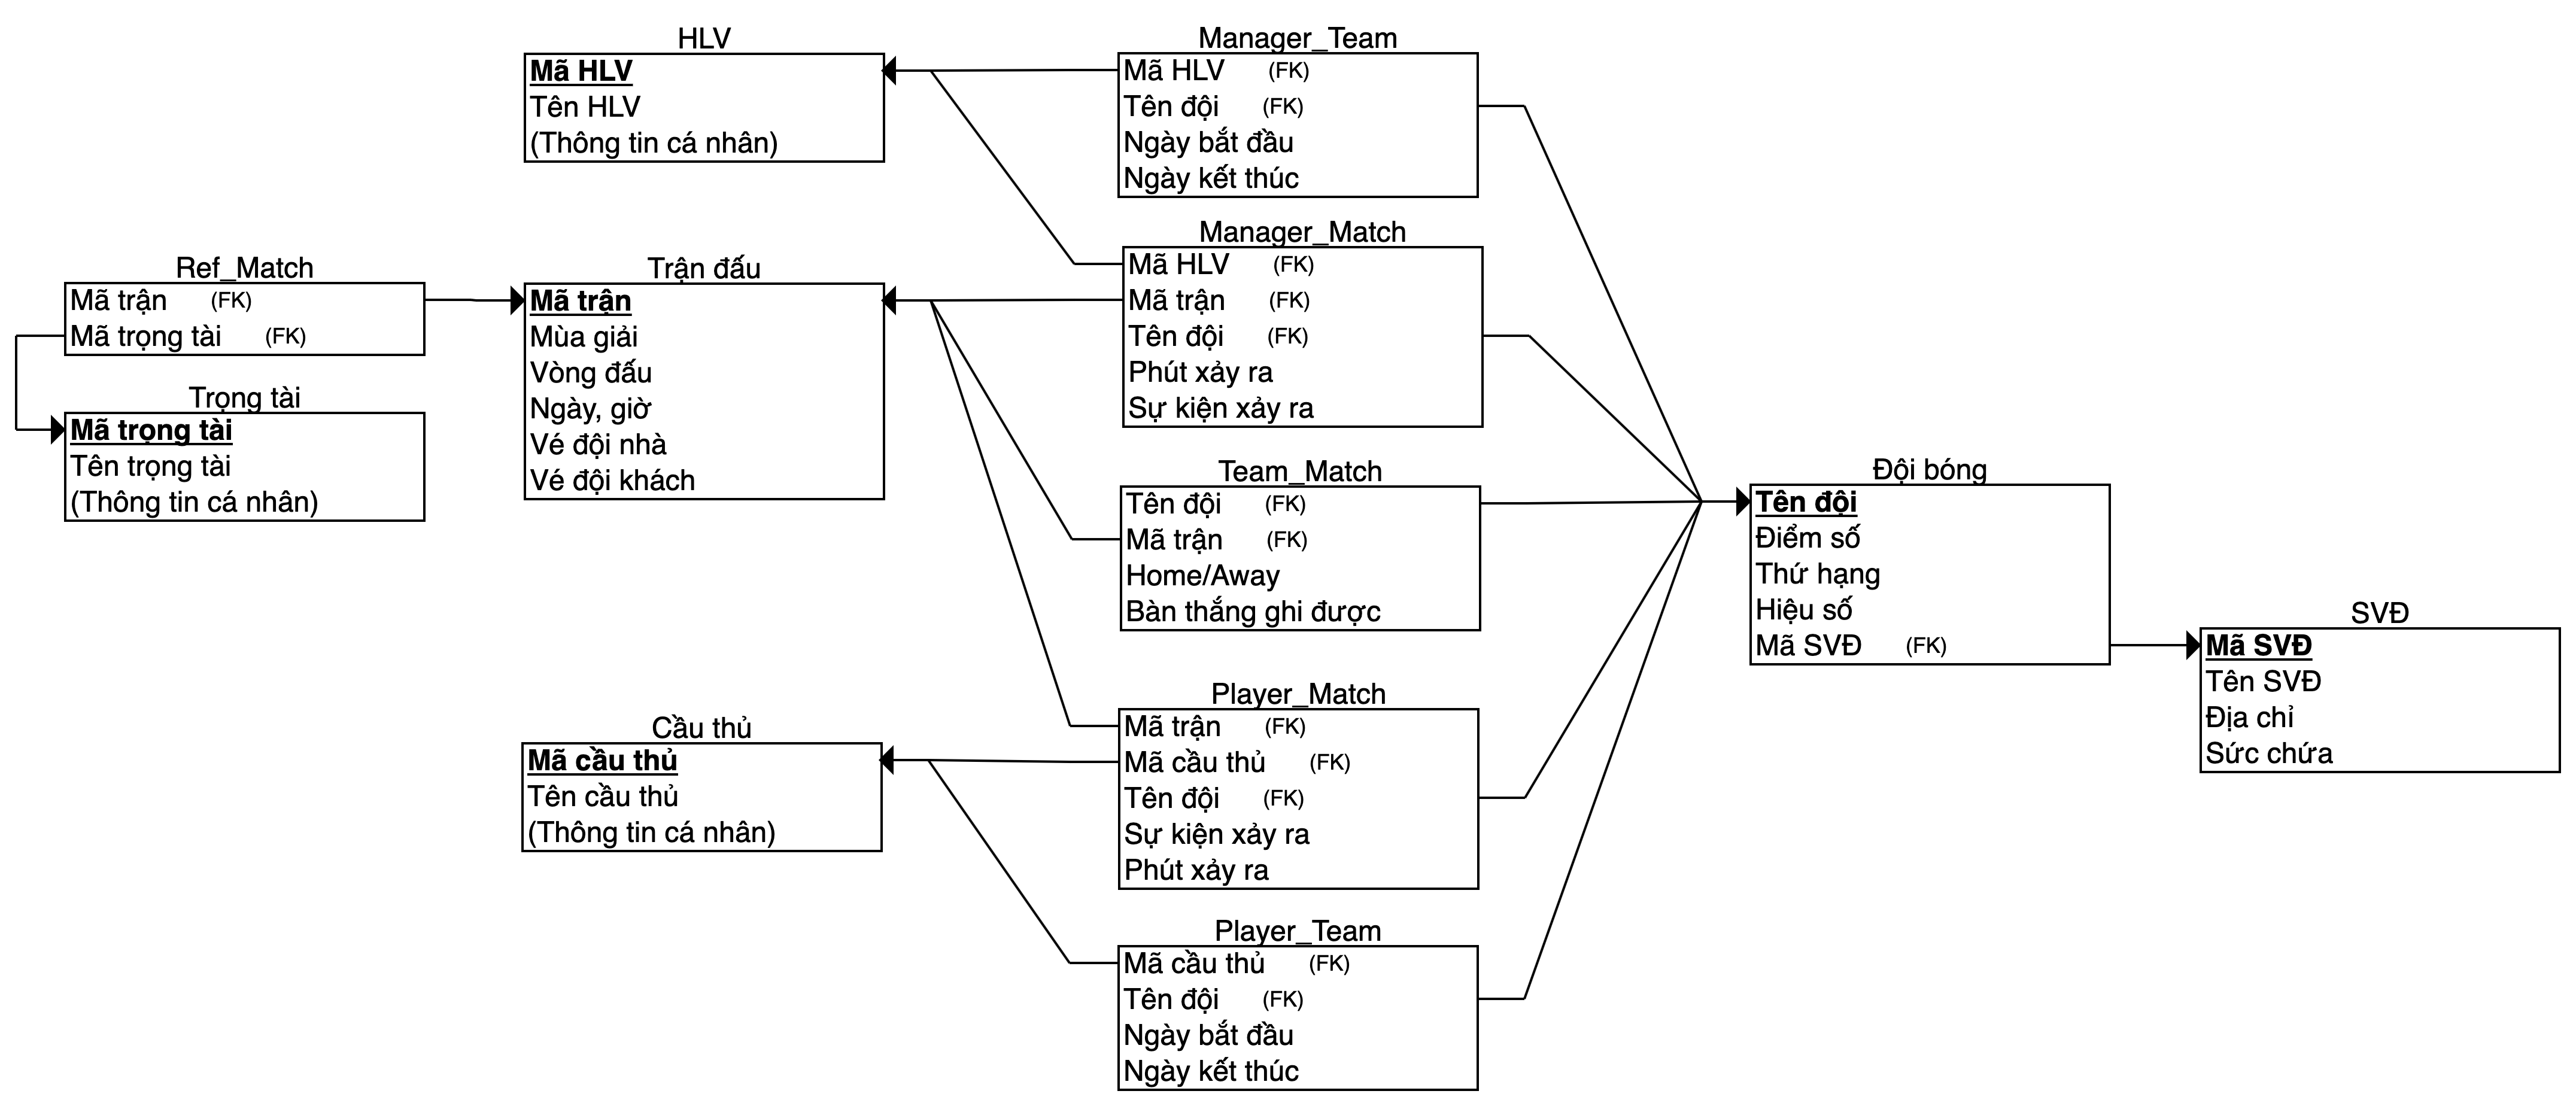 HLV
Mã HLV
Tên HLV
(Thông tin cá nhân)
Manager_Team
Mã HLV (FK)
Tên đội (FK)
Ngày bắt đầu
Ngày kết thúc
Ref_Match
Mã trận (FK)
Mã trọng tài (FK)
Trọng tài
Mã trọng tài
Tên trọng tài
(Thông tin cá nhân)
Trận đấu
Mã trận
Mùa giải
Vòng đấu
Ngày, giờ
Vé đội nhà
Vé đội khách
Manager_Match
Mã HLV (FK)
Mã trận (FK)
Tên đội (FK)
Phút xảy ra
Sự kiện xảy ra
Team_Match
Tên đội (FK)
Mã trận (FK)
Home/Away
Bàn thắng ghi được
Đội bóng
Tên đội
Điểm số
Thứ hạng
Hiệu số
Mã SVĐ (FK)
SVĐ
Mã SVĐ
Tên SVĐ
Địa chỉ
Sức chứa
Cầu thủ
Mã cầu thủ
Tên cầu thủ
(Thông tin cá nhân)
Player_Match
Mã trận (FK)
Mã cầu thủ (FK)
Tên đội (FK)
Sự kiện xảy ra
Phút xảy ra
Player_Team
Mã cầu thủ (FK)
Tên đội (FK)
Ngày bắt đầu
Ngày kết thúc